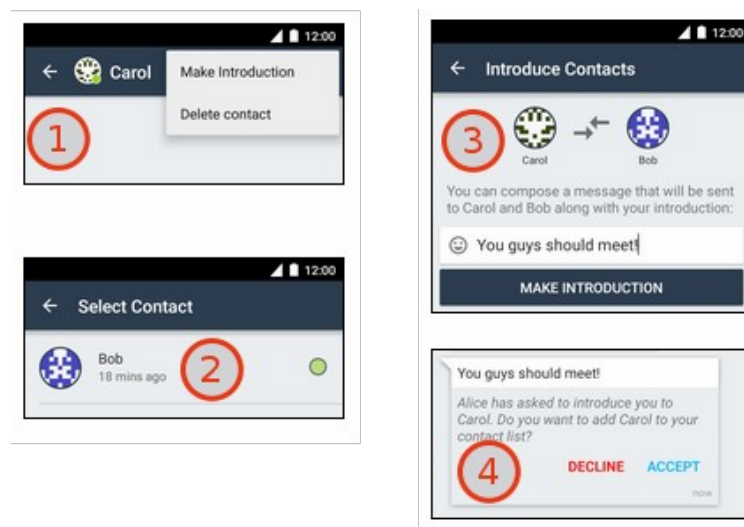 12:00
Carol
Make Introduction
Delete contact
1
12:00
Select Contact
Bob
18 mins ago
2
12:00
Introduce Contacts
3
Carol
Bob
You can compose a message that will be sent
to Carol and Bob along with your introduction:
You guys should meet!
MAKE INTRODUCTION
You guys should meet!
Alice has asked to introduce you to
Carol. Do you want to add Carol to your
contact list?
4
DECLINE ACCEPT
now